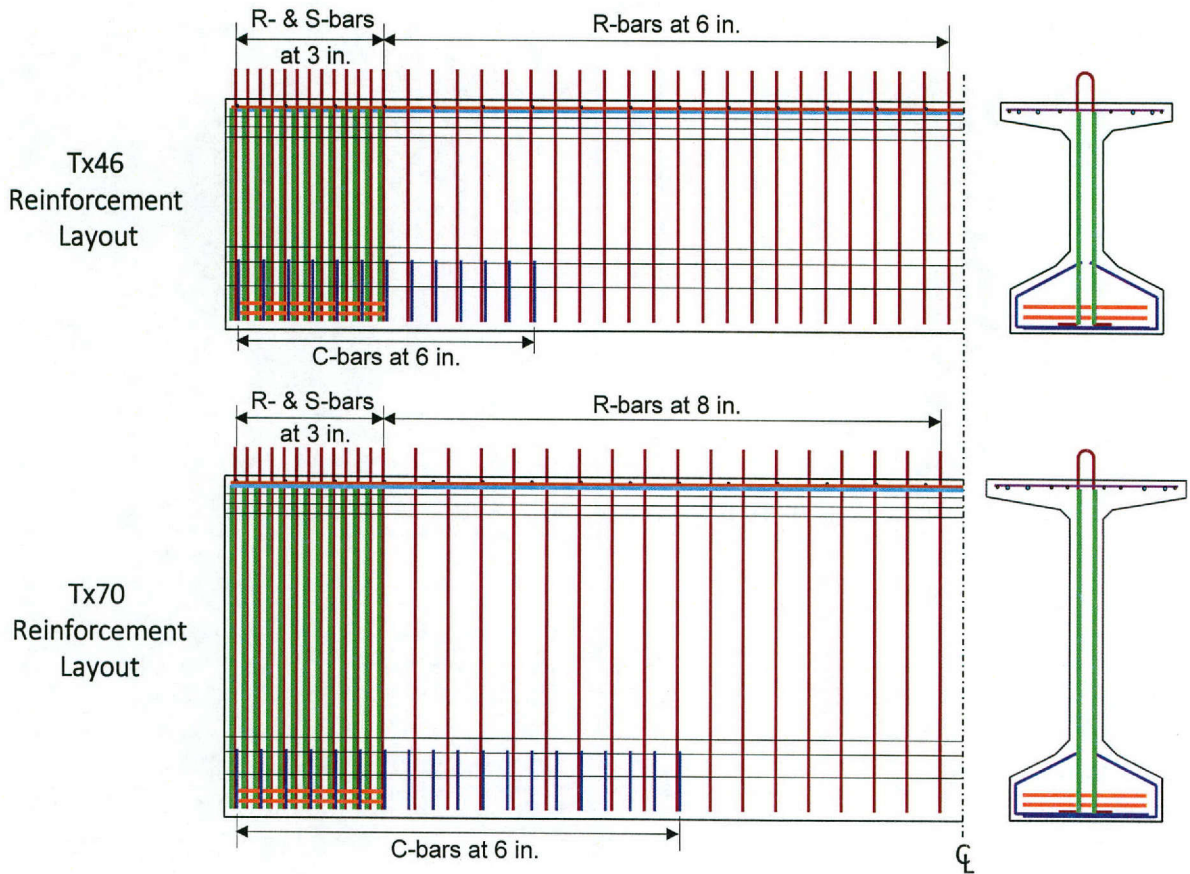 R- & S-bars
at 3 in.
R-bars at 6 in.
Tx46
Reinforcement
Layout
C-bars at 6 in.
R- & S-bars
at 3 in.
R-bars at 8 in.
Tx70
Reinforcement
Layout
C-bars at 6 in.
℄